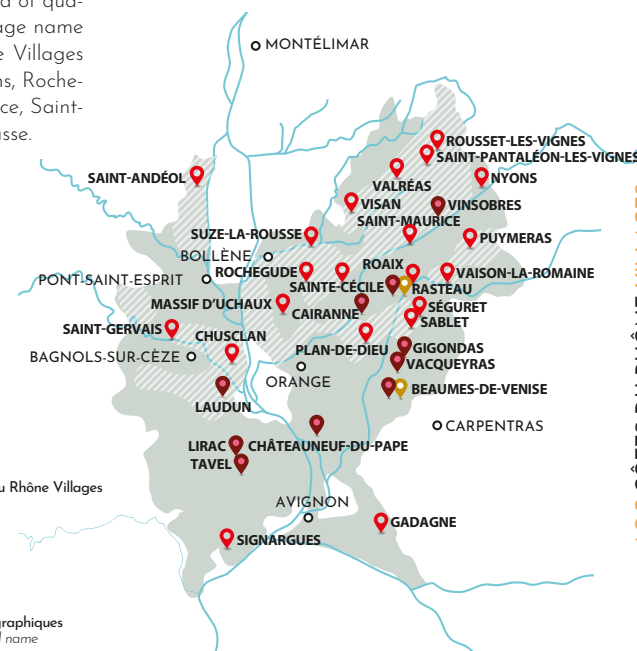 d of qua-
age name
e Villages
ns, Roche-
ce, Saint-
asse.
MONTÉLIMAR
ROUSSET-LES-VIGNES
SAINT-PANTALÉON-LES-VIGNES
SAINT-ANDÉOL
VALRÉAS
NYONS
VISAN
VINSOBRES
SAINT-MAURICE
SUZE-LA-ROUSSE
PUYMERAS
BOLLÈNE
ROCHEGUDE
ROAIX
VAISON-LA-ROMAINE
PONT-SAINT-ESPRIT
SAINTE-CÉCILE
RASTEAU
MASSIF D'UCHAUX
CAIRANNE
SÉGURET
SABLET
SAINT-GERVAIS
CHUSCLAN
PLAN-DE-DIEU
GIGONDAS
BAGNOLS-SUR-CÈZE
VACQUEYRAS
ORANGE
BEAUMES-DE-VENISE
LAUDUN
CARPENTRAS
LIRAC
CHÂTEAUNEUF-DU-PAPE
TAVEL
u Rhône Villages
AVIGNON
GADAGNE
SIGNARGUES
graphiques
l name